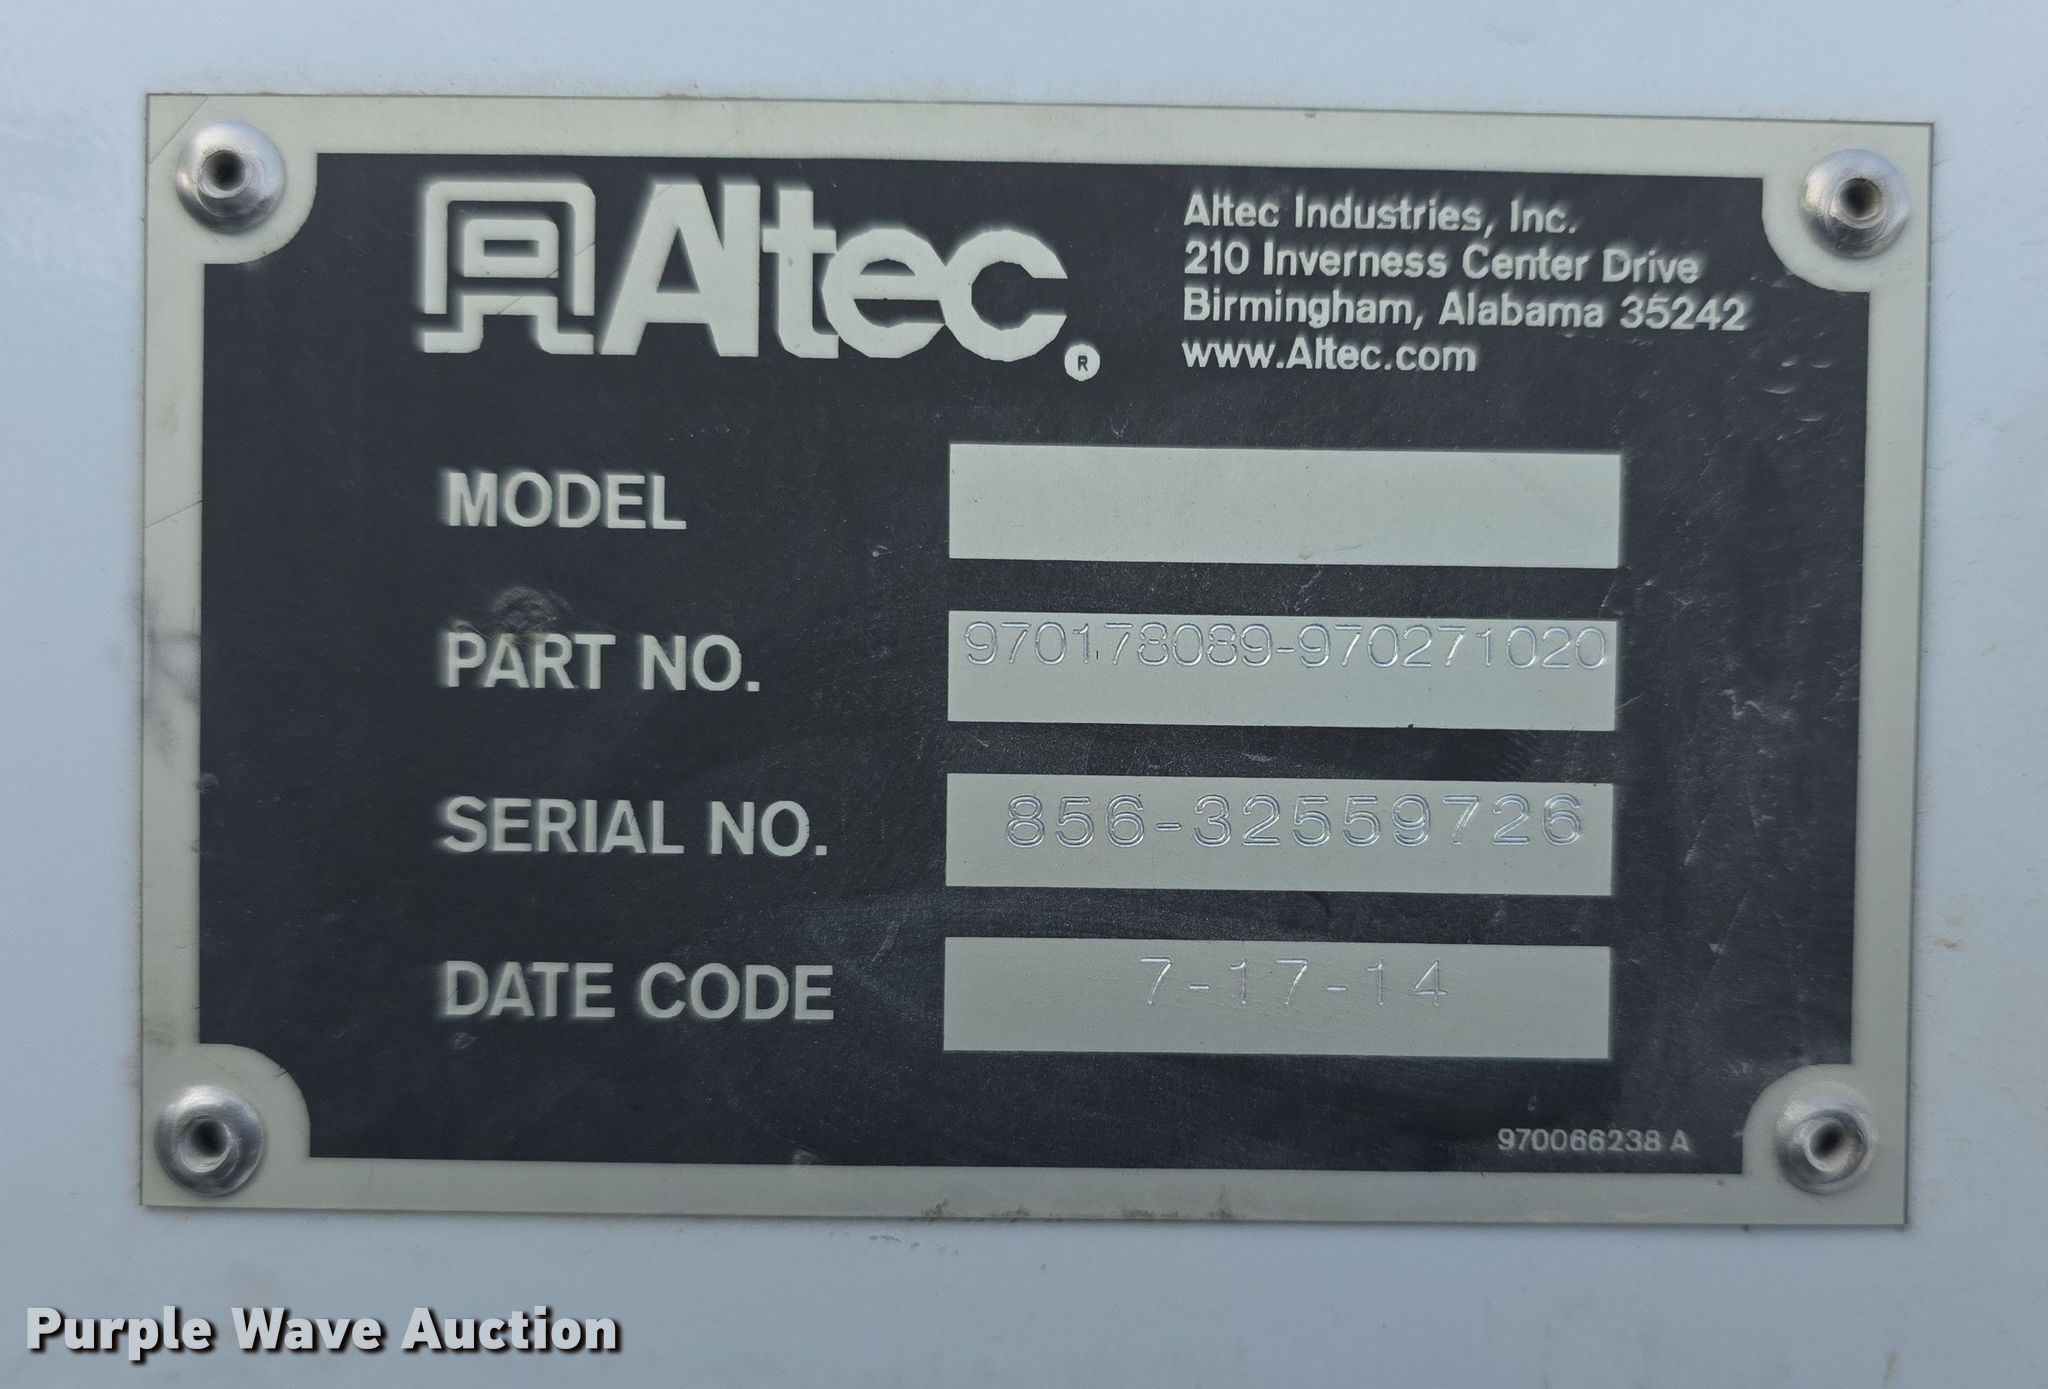 Altec®
Altec Industries, Inc.
210 Inverness Center Drive
Birmingham, Alabama 35242
www.Altec.com
MODEL
PART NO. 970178089-970271020
SERIAL NO. 856-32559726
DATE CODE 7-17-14
970066238 A
Purple Wave Auction